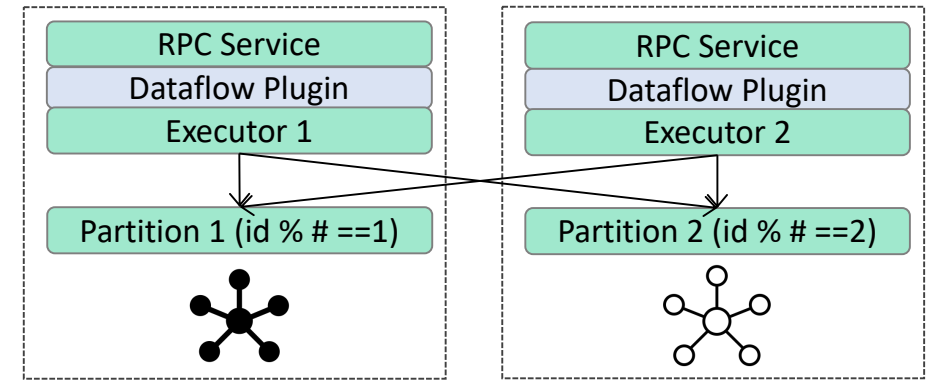 RPC Service
Dataflow Plugin
Executor 1
Partition 1 (id % # ==1)
RPC Service
Dataflow Plugin
Executor 2
Partition 2 (id % # ==2)